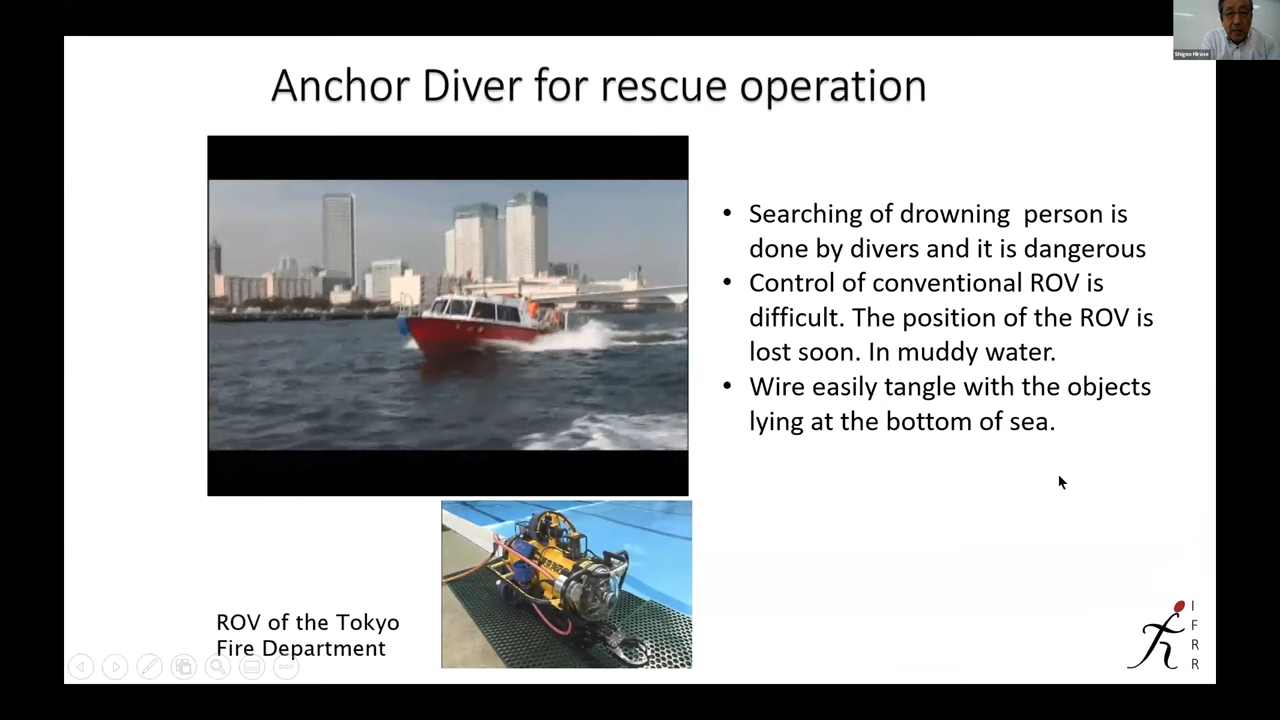 Shigeo Hirose
Anchor Diver for rescue operation
• Searching of drowning person is
done by divers and it is dangerous
• Control of conventional ROV is
difficult. The position of the ROV is
lost soon. In muddy water.
• Wire easily tangle with the objects
lying at the bottom of sea.
ROV of the Tokyo
Fire Department
I
F
R
R